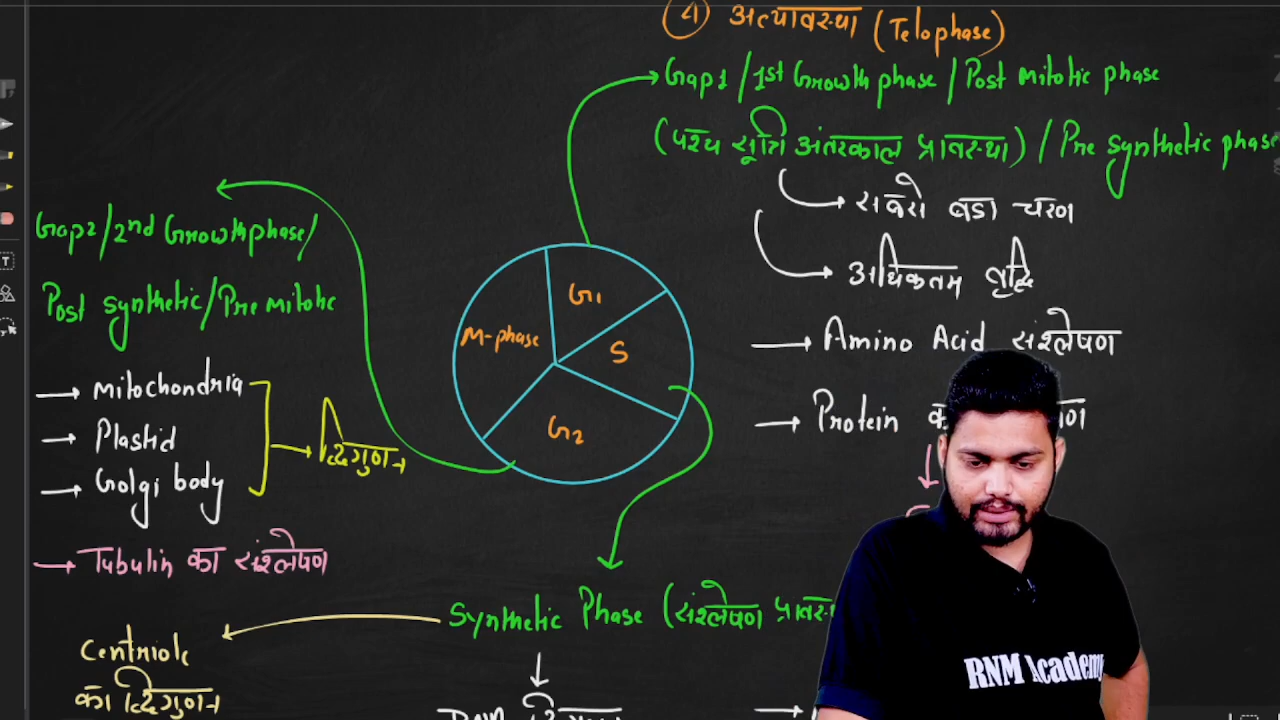 ④ अन्त्यावस्था (Telophase)
Gap1/1st Growth phase/Post mitotic phase
(पश्च सूत्रि अंतरकाल प्रावस्था)/Pre synthetic phase
सबसे बडा चरण
अधिकतम वृद्धि
Amino Acid संश्लेषण
Protein
Gap2/2nd Growth phase/
Post synthetic/Pre mitotic
Mitochondria
Plastid
Golgi body
द्विगुणन
Tubulin का संश्लेषण
M-phase
G1
S
G2
Synthetic Phase (संश्लेषण
Centriole
का द्विगुणन
RNM Academy
T